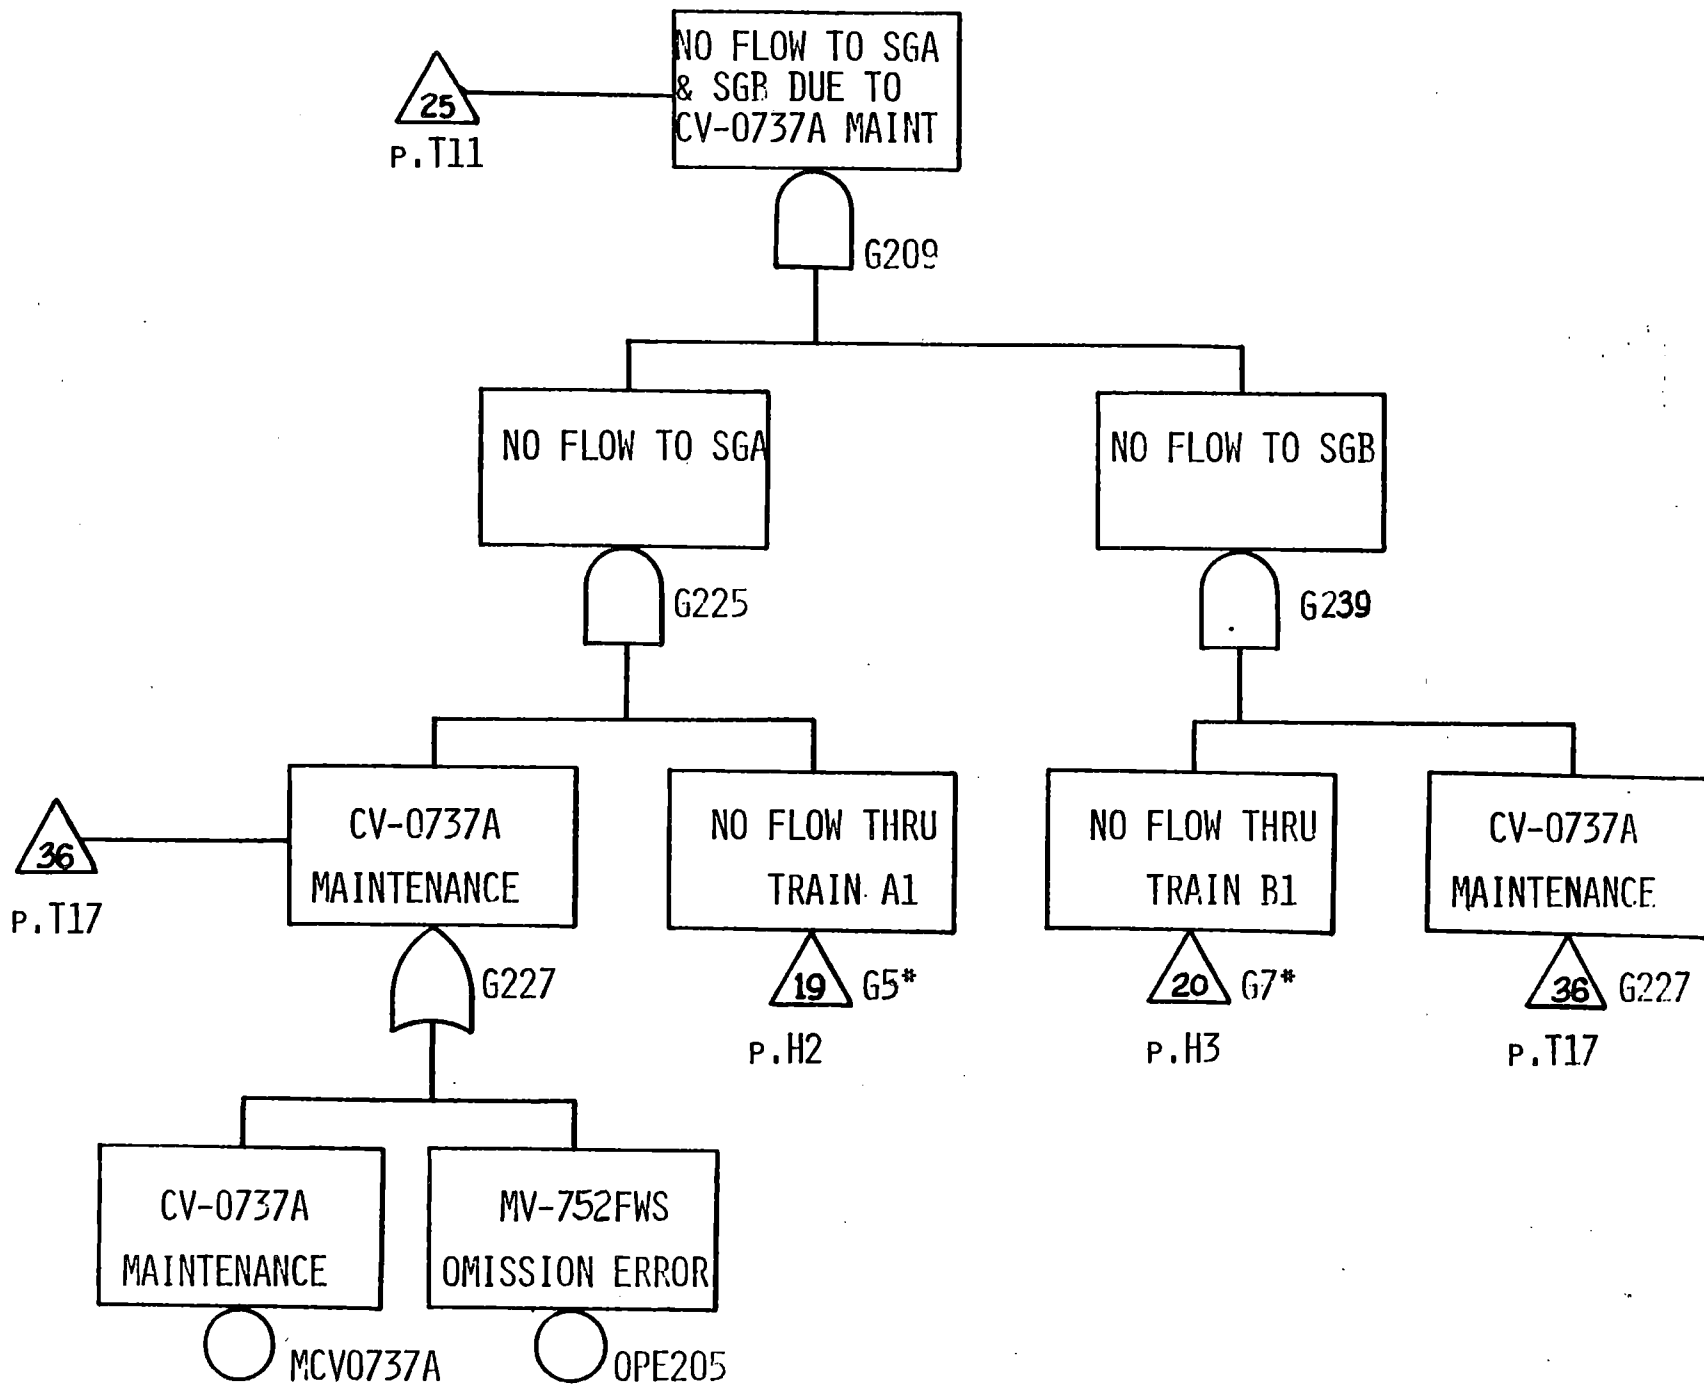 NO FLOW TO SGA
& SGB DUE TO
CV-0737A MAINT
25
P.T11
G209
NO FLOW TO SGA
NO FLOW TO SGB
G225
G239
36
P.T17
CV-0737A
MAINTENANCE
NO FLOW THRU
TRAIN A1
NO FLOW THRU
TRAIN B1
CV-0737A
MAINTENANCE
G227
19
G5*
P.H2
20
G7*
P.H3
36
G227
P.T17
CV-0737A
MAINTENANCE
MV-752FWS
OMISSION ERROR
MCV0737A
OPE205